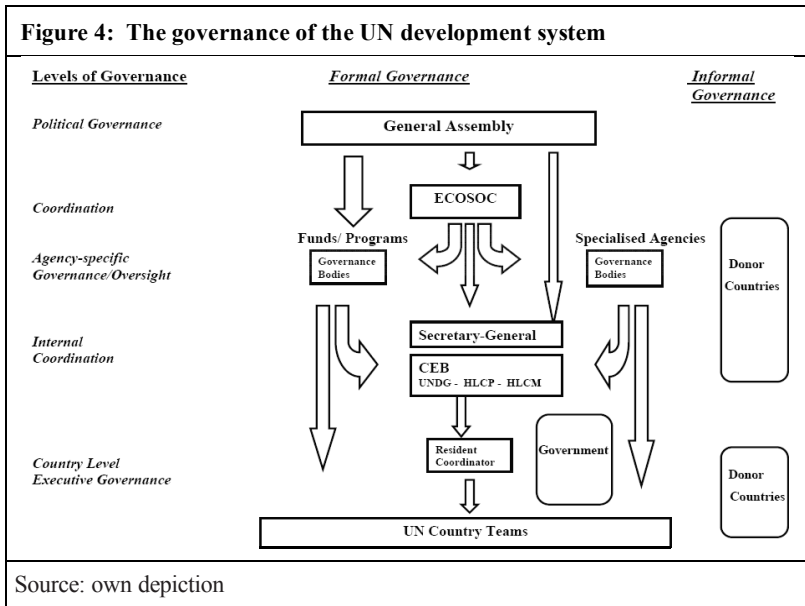 Figure 4: The governance of the UN development system
Levels of Governance
Formal Governance
Informal
Governance
Political Governance
General Assembly
Coordination
ECOSOC
Funds/ Programs
Specialised Agencies
Agency-specific
Governance/Oversight
Governance
Bodies
Governance
Bodies
Donor
Countries
Internal
Coordination
Secretary-General
CEB
UNDG - HLCP - HLCM
Country Level
Executive Governance
Resident
Coordinator
Government
Donor
Countries
UN Country Teams
Source: own depiction